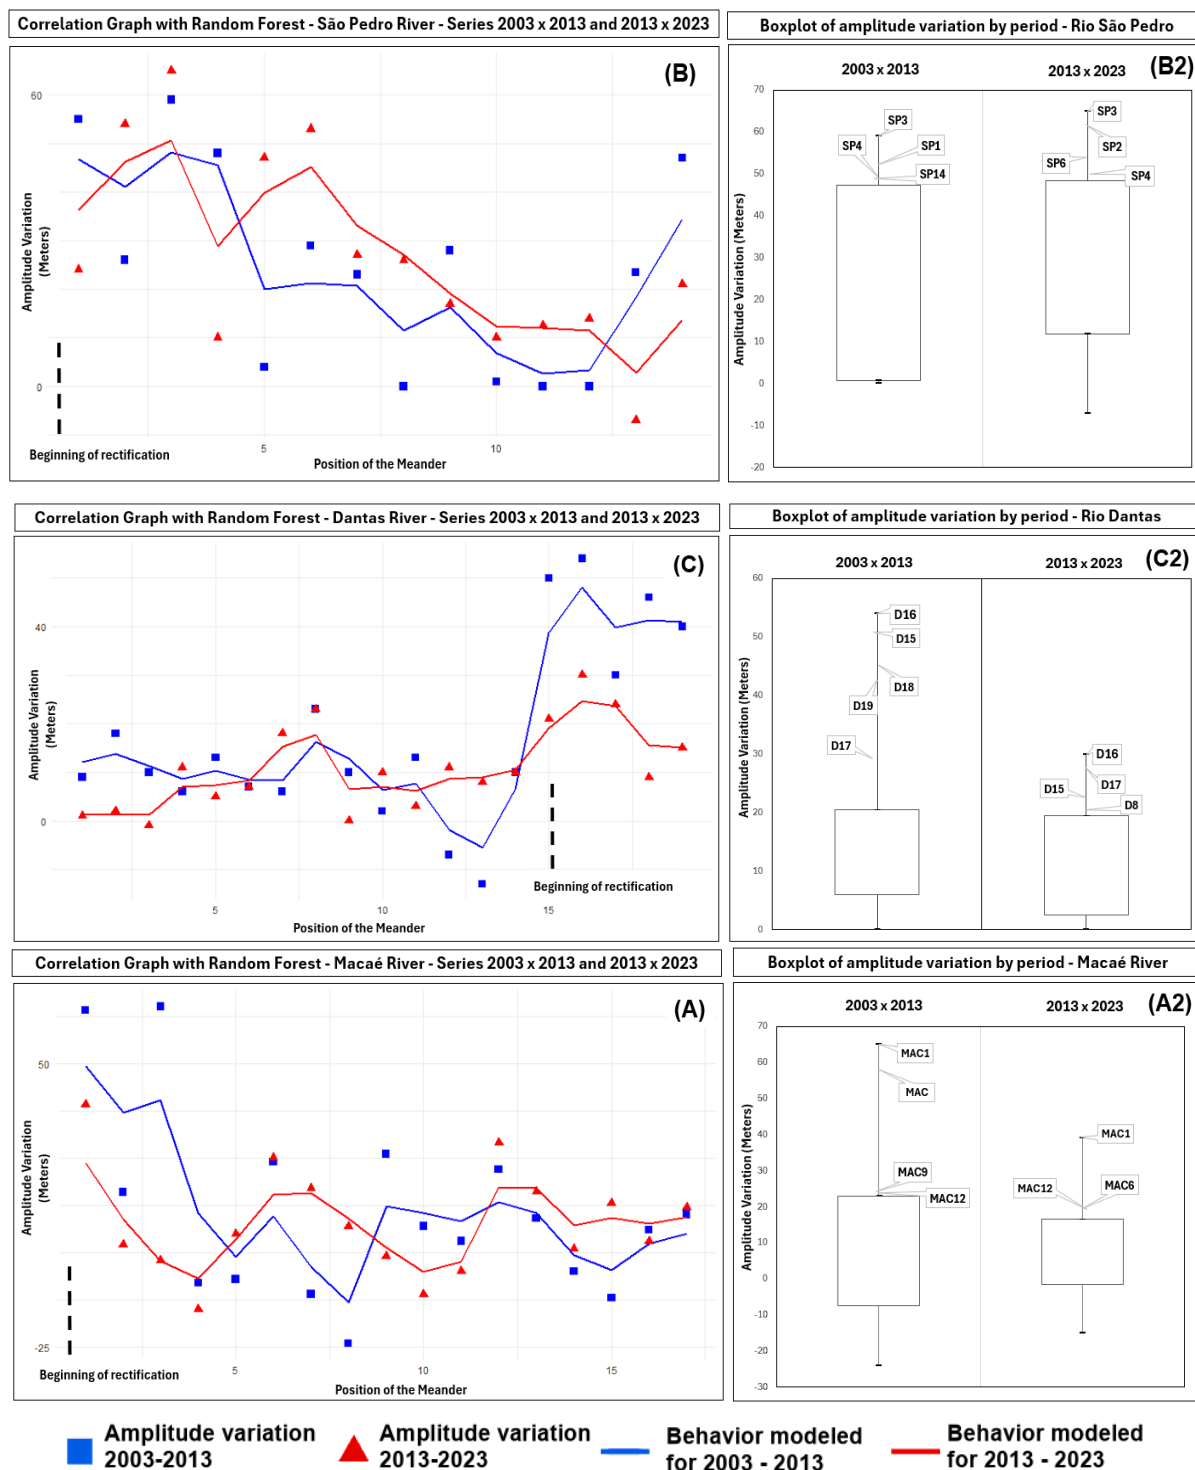 Correlation Graph with Random Forest - São Pedro River - Series 2003 x 2013 and 2013 x 2023
(B)
60
0
Amplitude Variation
(Meters)
5
10
Beginning of rectification
Position of the Meander
Boxplot of amplitude variation by period - Rio São Pedro
(B2)
2003 x 2013
2013 x 2023
Amplitude Variation (Meters)
70
60
50
40
30
20
10
0
-10
-20
SP3
SP4
SP1
SP14
SP3
SP2
SP6
SP4
Correlation Graph with Random Forest - Dantas River - Series 2003 x 2013 and 2013 x 2023
(C)
40
0
Amplitude Variation
(Meters)
5
10
15
Beginning of rectification
Position of the Meander
Boxplot of amplitude variation by period - Rio Dantas
(C2)
2003 x 2013
2013 x 2023
Amplitude Variation (Meters)
60
50
40
30
20
10
0
D16
D15
D18
D19
D17
D16
D17
D15
D8
Correlation Graph with Random Forest - Macaé River - Series 2003 x 2013 and 2013 x 2023
(A)
50
-25
Amplitude Variation
(Meters)
5
10
15
Beginning of rectification
Position of the Meander
Boxplot of amplitude variation by period - Macaé River
(A2)
2003 x 2013
2013 x 2023
Amplitude Variation (Meters)
70
60
50
40
30
20
10
0
-10
-20
-30
MAC1
MAC
MAC9
MAC12
MAC1
MAC12
MAC6
Amplitude variation
2003-2013
Amplitude variation
2013-2023
Behavior modeled
for 2003 - 2013
Behavior modeled
for 2013 - 2023